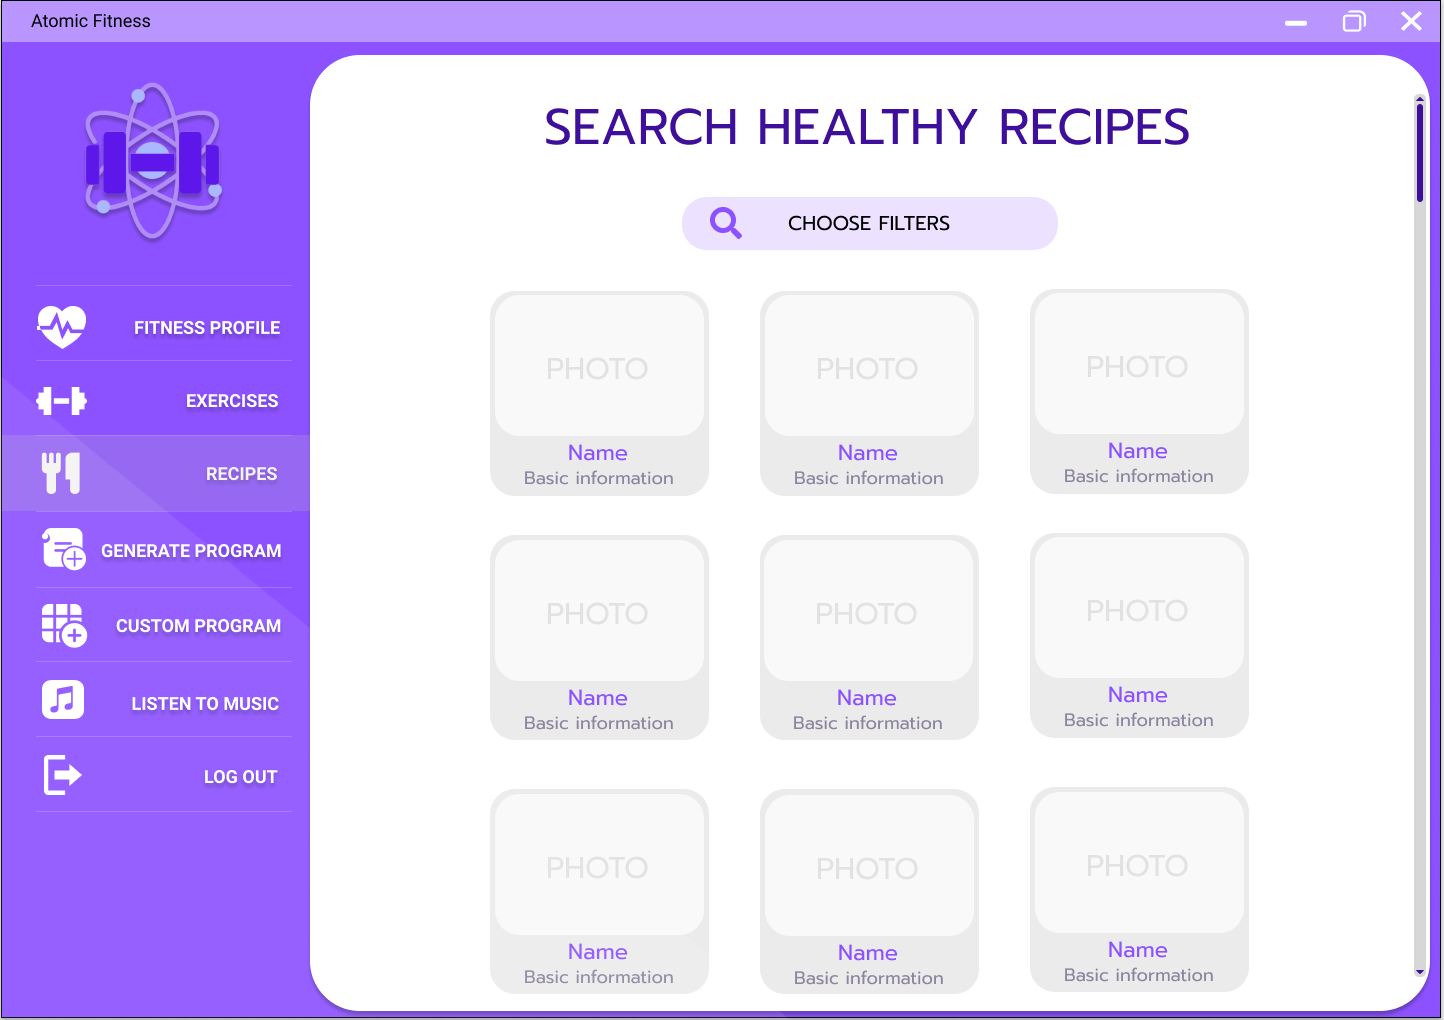 Atomic Fitness
SEARCH HEALTHY RECIPES
CHOOSE FILTERS
FITNESS PROFILE
EXERCISES
RECIPES
GENERATE PROGRAM
CUSTOM PROGRAM
LISTEN TO MUSIC
LOG OUT
PHOTO
Name
Basic information
PHOTO
Name
Basic information
PHOTO
Name
Basic information
PHOTO
Name
Basic information
PHOTO
Name
Basic information
PHOTO
Name
Basic information
PHOTO
Name
Basic information
PHOTO
Name
Basic information
PHOTO
Name
Basic information